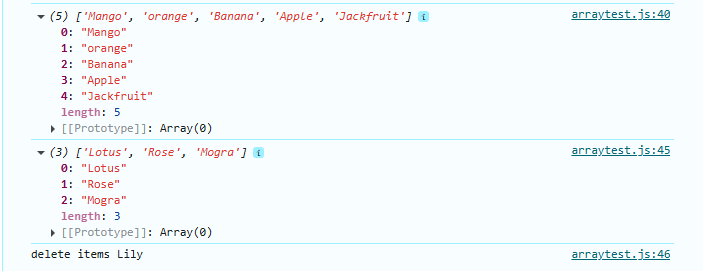 (5) ['Mango', 'orange', 'Banana', 'Apple', 'Jackfruit'] i arraytest.js:40
0: "Mango"
1: "orange"
2: "Banana"
3: "Apple"
4: "Jackfruit"
length: 5
[[Prototype]]: Array(0)
(3) ['Lotus', 'Rose', 'Mogra'] i arraytest.js:45
0: "Lotus"
1: "Rose"
2: "Mogra"
length: 3
[[Prototype]]: Array(0)
delete items Lily arraytest.js:46